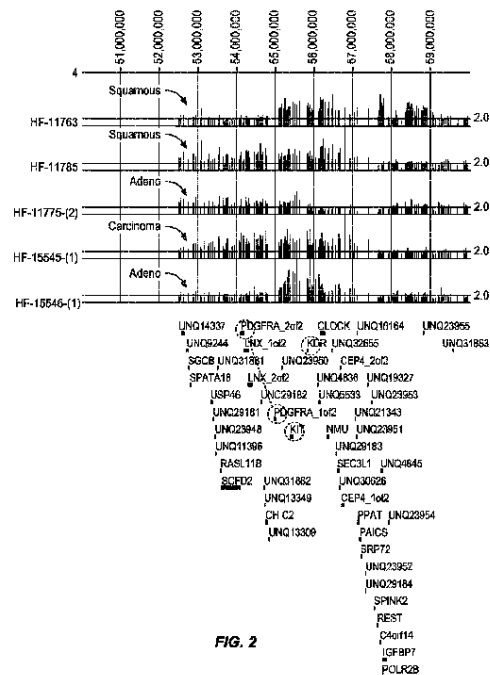 51,000,000 52,000,000 53,000,000 54,000,000 55,000,000 56,000,000 57,000,000 58,000,000 59,000,000
4
Squamous
HF-11763 2.0
Squamous
HF-11785 2.0
Adeno
HF-11775-(2) 2.0
Carcinoma
HF-15545-(1) 2.0
Adeno
HF-15546-(1) 2.0
UNQ14337 PDGFRA_2of2 CLOCK UNQ16164 UNQ23955
UNQ9244 LNX_1of2 KDR UNQ32655 UNQ31853
SGCB UNQ31881 UNQ23950 CEP4_2of2
SPATA18 LNX_2of2 UNQ4836 UNQ19327
USP46 UNC29182 UNQ5533 UNQ23953
UNQ29181 PDGFRA_1of2 UNQ21343
UNQ23948 KIT NMU UNQ23951
UNQ11396 UNQ29183
RASL11B SEC3L1 UNQ4645
SCFD2 UNQ31862 UNQ30626
UNQ13349 CEP4_1of2
CHIC2 PPAT UNQ23954
UNQ13309 PAICS
SRP72
UNQ23952
UNQ29184
SPINK2
REST
C4orf14
IGFBP7
POLR2B
FIG. 2